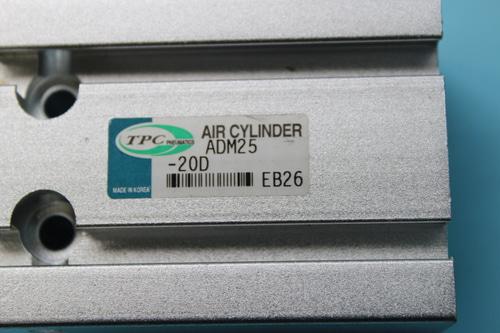 TPC PNEUMATICS
AIR CYLINDER
ADM25
-20D
MADE IN KOREA
EB26